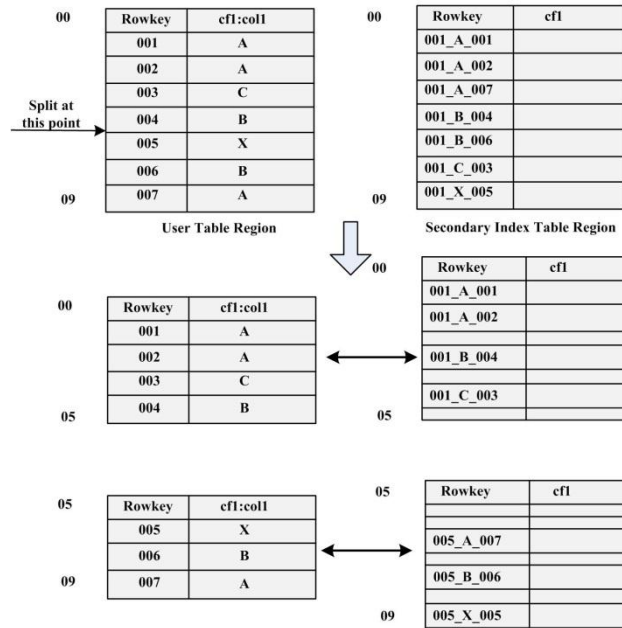 00
Rowkey cf1:col1
001 A
002 A
003 C
004 B
005 X
006 B
007 A
09
Split at
this point
User Table Region
00
Rowkey cf1
001_A_001
001_A_002
001_A_007
001_B_004
001_B_006
001_C_003
001_X_005
09
Secondary Index Table Region
00
Rowkey cf1:col1
001 A
002 A
003 C
004 B
05
00
Rowkey cf1
001_A_001
001_A_002
001_B_004
001_C_003
05
05
Rowkey cf1:col1
005 X
006 B
007 A
09
05
Rowkey cf1
005_A_007
005_B_006
005_X_005
09